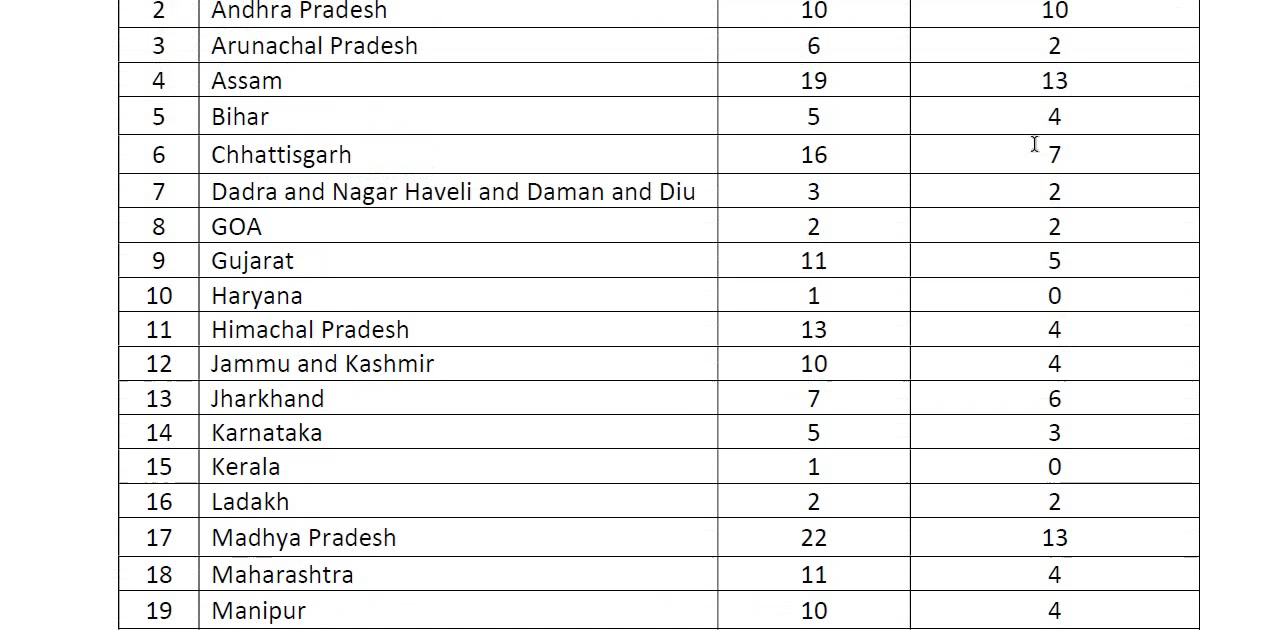 2 Andhra Pradesh 10 10
3 Arunachal Pradesh 6 2
4 Assam 19 13
5 Bihar 5 4
6 Chhattisgarh 16 7
7 Dadra and Nagar Haveli and Daman and Diu 3 2
8 GOA 2 2
9 Gujarat 11 5
10 Haryana 1 0
11 Himachal Pradesh 13 4
12 Jammu and Kashmir 10 4
13 Jharkhand 7 6
14 Karnataka 5 3
15 Kerala 1 0
16 Ladakh 2 2
17 Madhya Pradesh 22 13
18 Maharashtra 11 4
19 Manipur 10 4